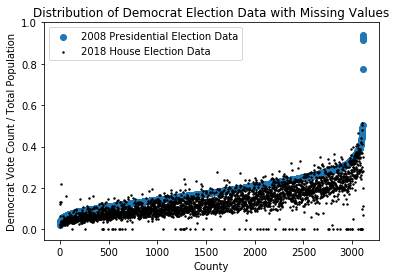 Distribution of Democrat Election Data with Missing Values
2008 Presidential Election Data
2018 House Election Data
Democrat Vote Count / Total Population
1.0
0.8
0.6
0.4
0.2
0.0
0 500 1000 1500 2000 2500 3000
County